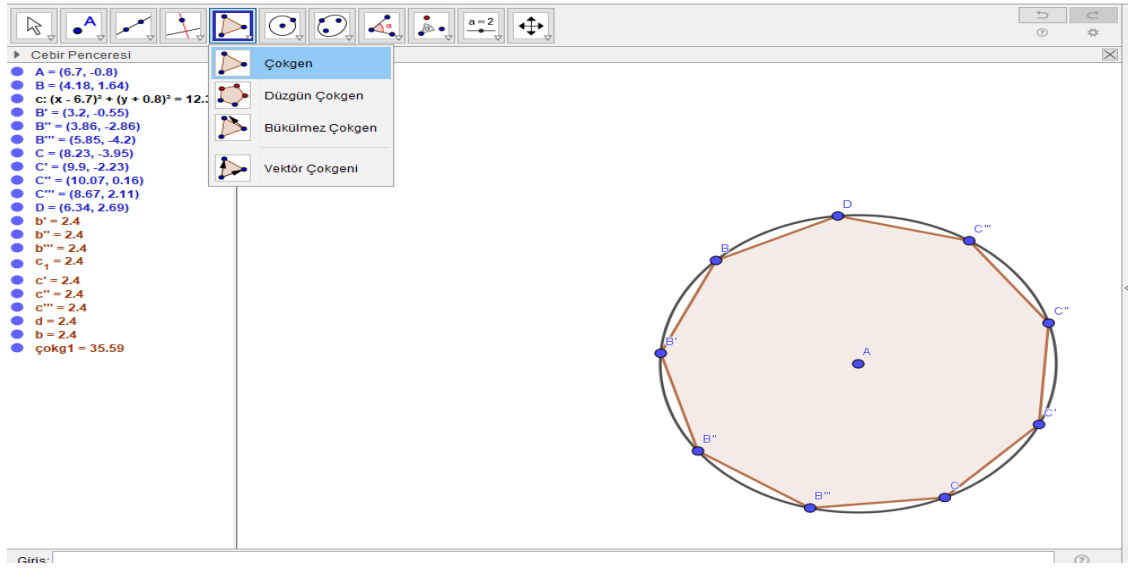 A
α
a = 2
Cebir Penceresi
A = (6.7, -0.8)
B = (4.18, 1.64)
c: (x - 6.7)² + (y + 0.8)² = 12.3
B' = (3.2, -0.55)
B'' = (3.86, -2.86)
B''' = (5.85, -4.2)
C = (8.23, -3.95)
C' = (9.9, -2.23)
C'' = (10.07, 0.16)
C''' = (8.67, 2.11)
D = (6.34, 2.69)
b' = 2.4
b'' = 2.4
b''' = 2.4
c₁ = 2.4
c' = 2.4
c'' = 2.4
c''' = 2.4
d = 2.4
b = 2.4
çokg1 = 35.59
Çokgen
Düzgün Çokgen
Bükülmez Çokgen
Vektör Çokgeni
D
C'''
B
C''
B'
A
C'
B''
C
B'''
Giriş: